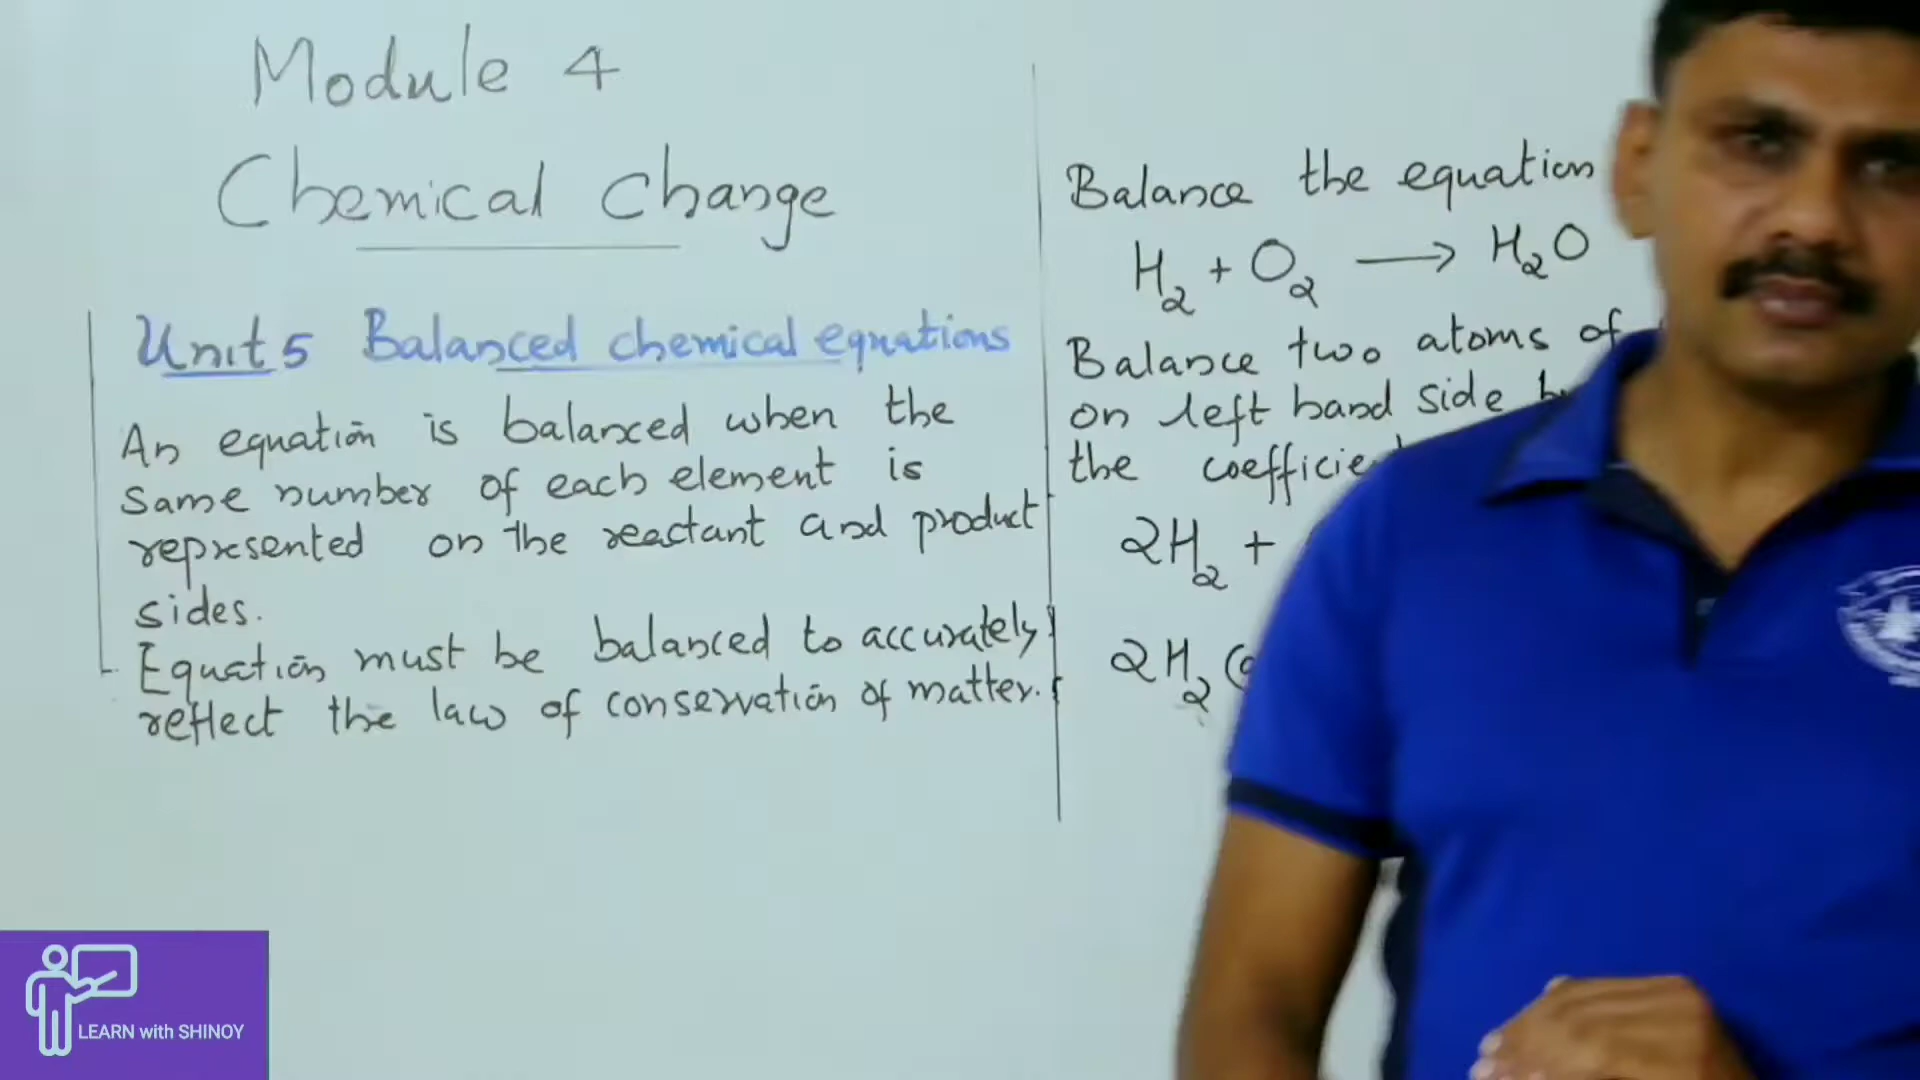 Module 4
Chemical Change
Unit 5 Balanced chemical equations
An equation is balanced when the
same number of each element is
represented on the reactant and product
sides.
Equation must be balanced to accurately
reflect the law of conservation of matter.
Balance the equation
H₂ + O₂ → H₂O
Balance two atoms of
on left hand side
the
2H₂ +
2H₂ (
LEARN with SHINOY